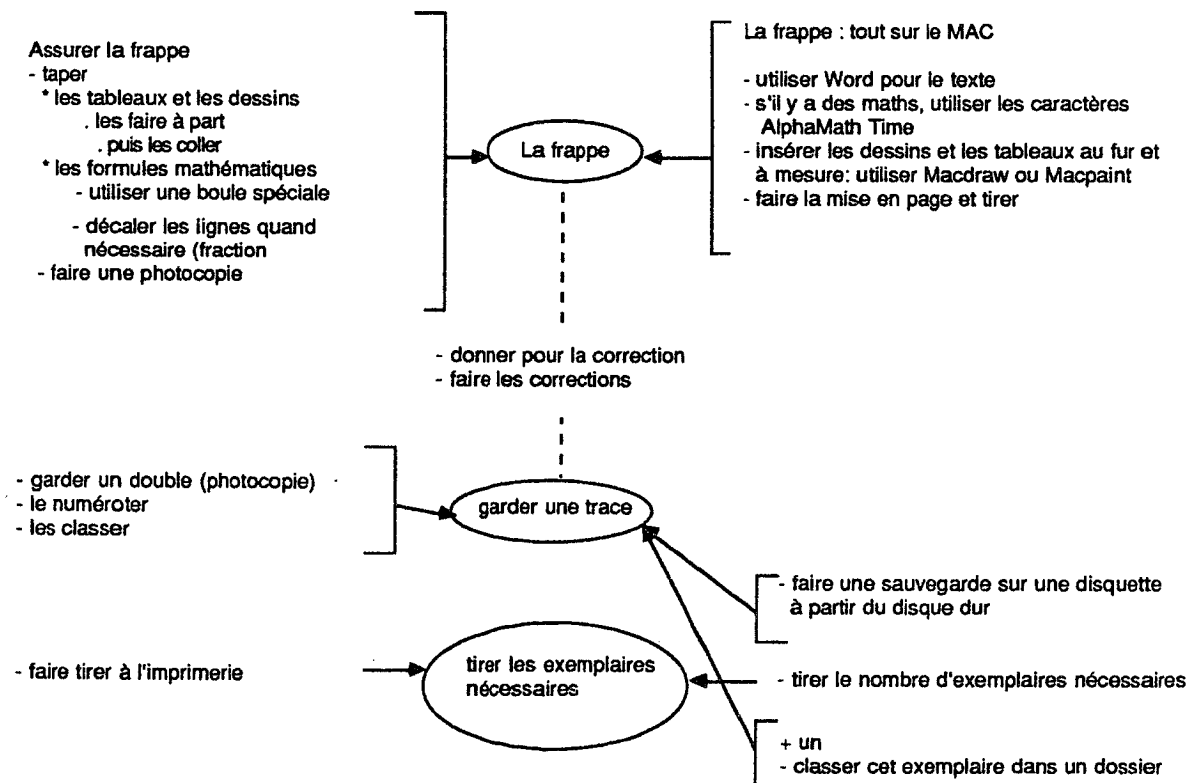 Assurer la frappe
- taper
* les tableaux et les dessins
. les faire à part
. puis les coller
* les formules mathématiques
- utiliser une boule spéciale
- décaler les lignes quand
nécessaire (fraction
- faire une photocopie
La frappe
La frappe : tout sur le MAC
- utiliser Word pour le texte
- s'il y a des maths, utiliser les caractères
AlphaMath Time
- insérer les dessins et les tableaux au fur et
à mesure: utiliser Macdraw ou Macpaint
- faire la mise en page et tirer
- donner pour la correction
- faire les corrections
- garder un double (photocopie)
- le numéroter
- les classer
garder une trace
- faire une sauvegarde sur une disquette
à partir du disque dur
- faire tirer à l'imprimerie
tirer les exemplaires
nécessaires
- tirer le nombre d'exemplaires nécessaires
+ un
- classer cet exemplaire dans un dossier